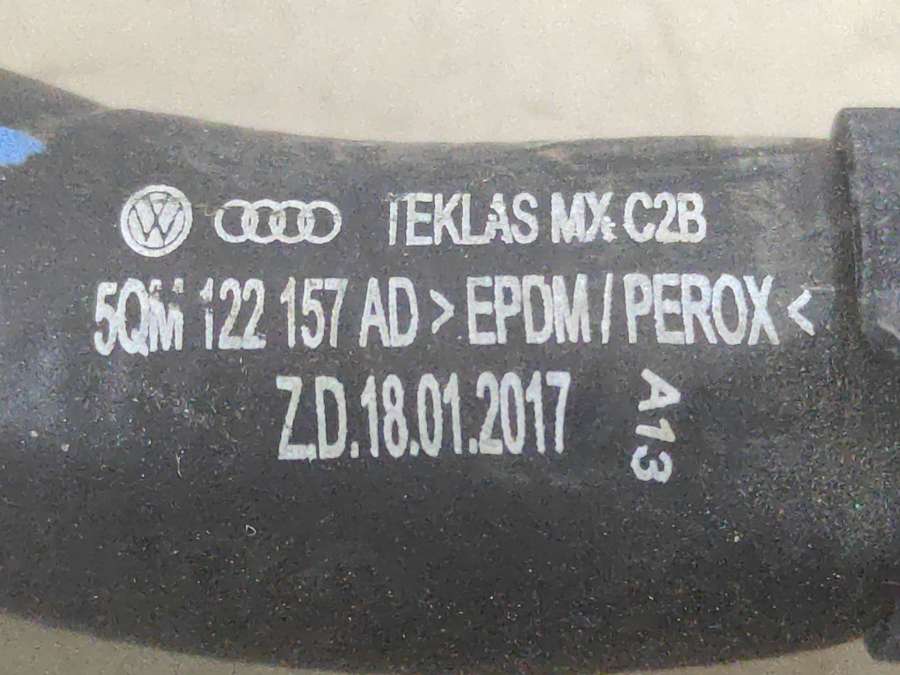 TEKLAS MX C2B
5QM 122 157 AD >EPDM/PEROX<
Z.D.18.01.2017
A13